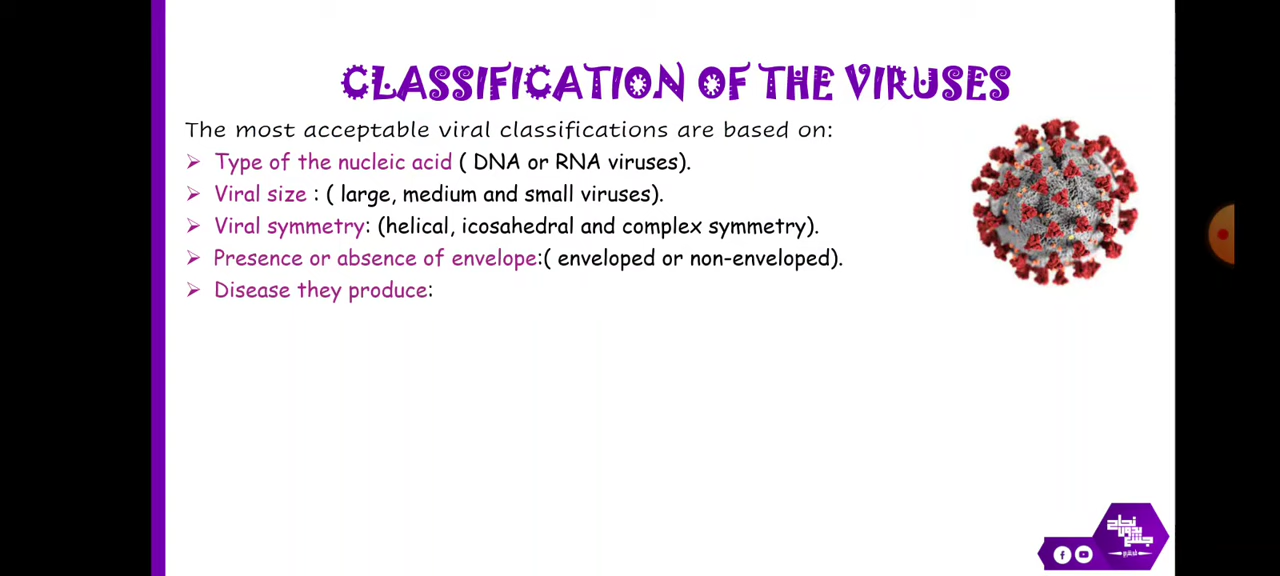 CLASSIFICATION OF THE VIRUSES
The most acceptable viral classifications are based on:
➢ Type of the nucleic acid ( DNA or RNA viruses).
➢ Viral size : ( large, medium and small viruses).
➢ Viral symmetry: (helical, icosahedral and complex symmetry).
➢ Presence or absence of envelope:( enveloped or non-enveloped).
➢ Disease they produce: